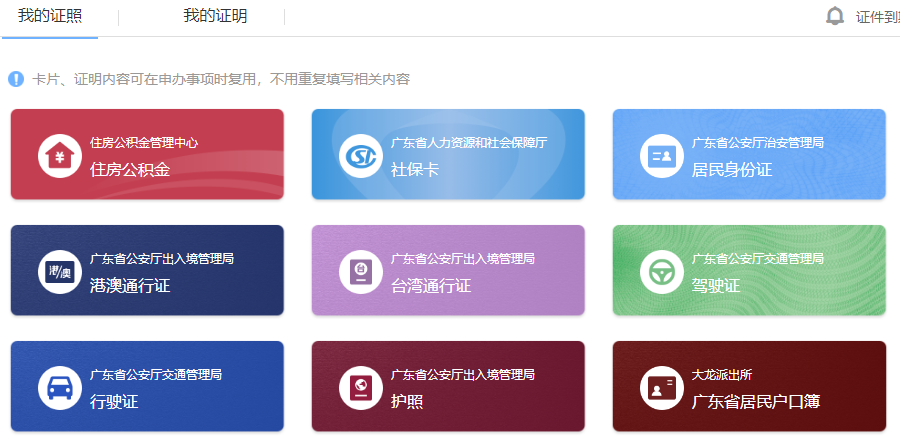 我的证照
我的证明
卡片、证明内容可在申办事项时复用，不用重复填写相关内容
住房公积金管理中心
住房公积金
广东省人力资源和社会保障厅
社保卡
广东省公安厅治安管理局
居民身份证
广东省公安厅出入境管理局
港澳通行证
广东省公安厅出入境管理局
台湾通行证
广东省公安厅交通管理局
驾驶证
广东省公安厅交通管理局
行驶证
广东省公安厅出入境管理局
护照
大龙派出所
广东省居民户口簿